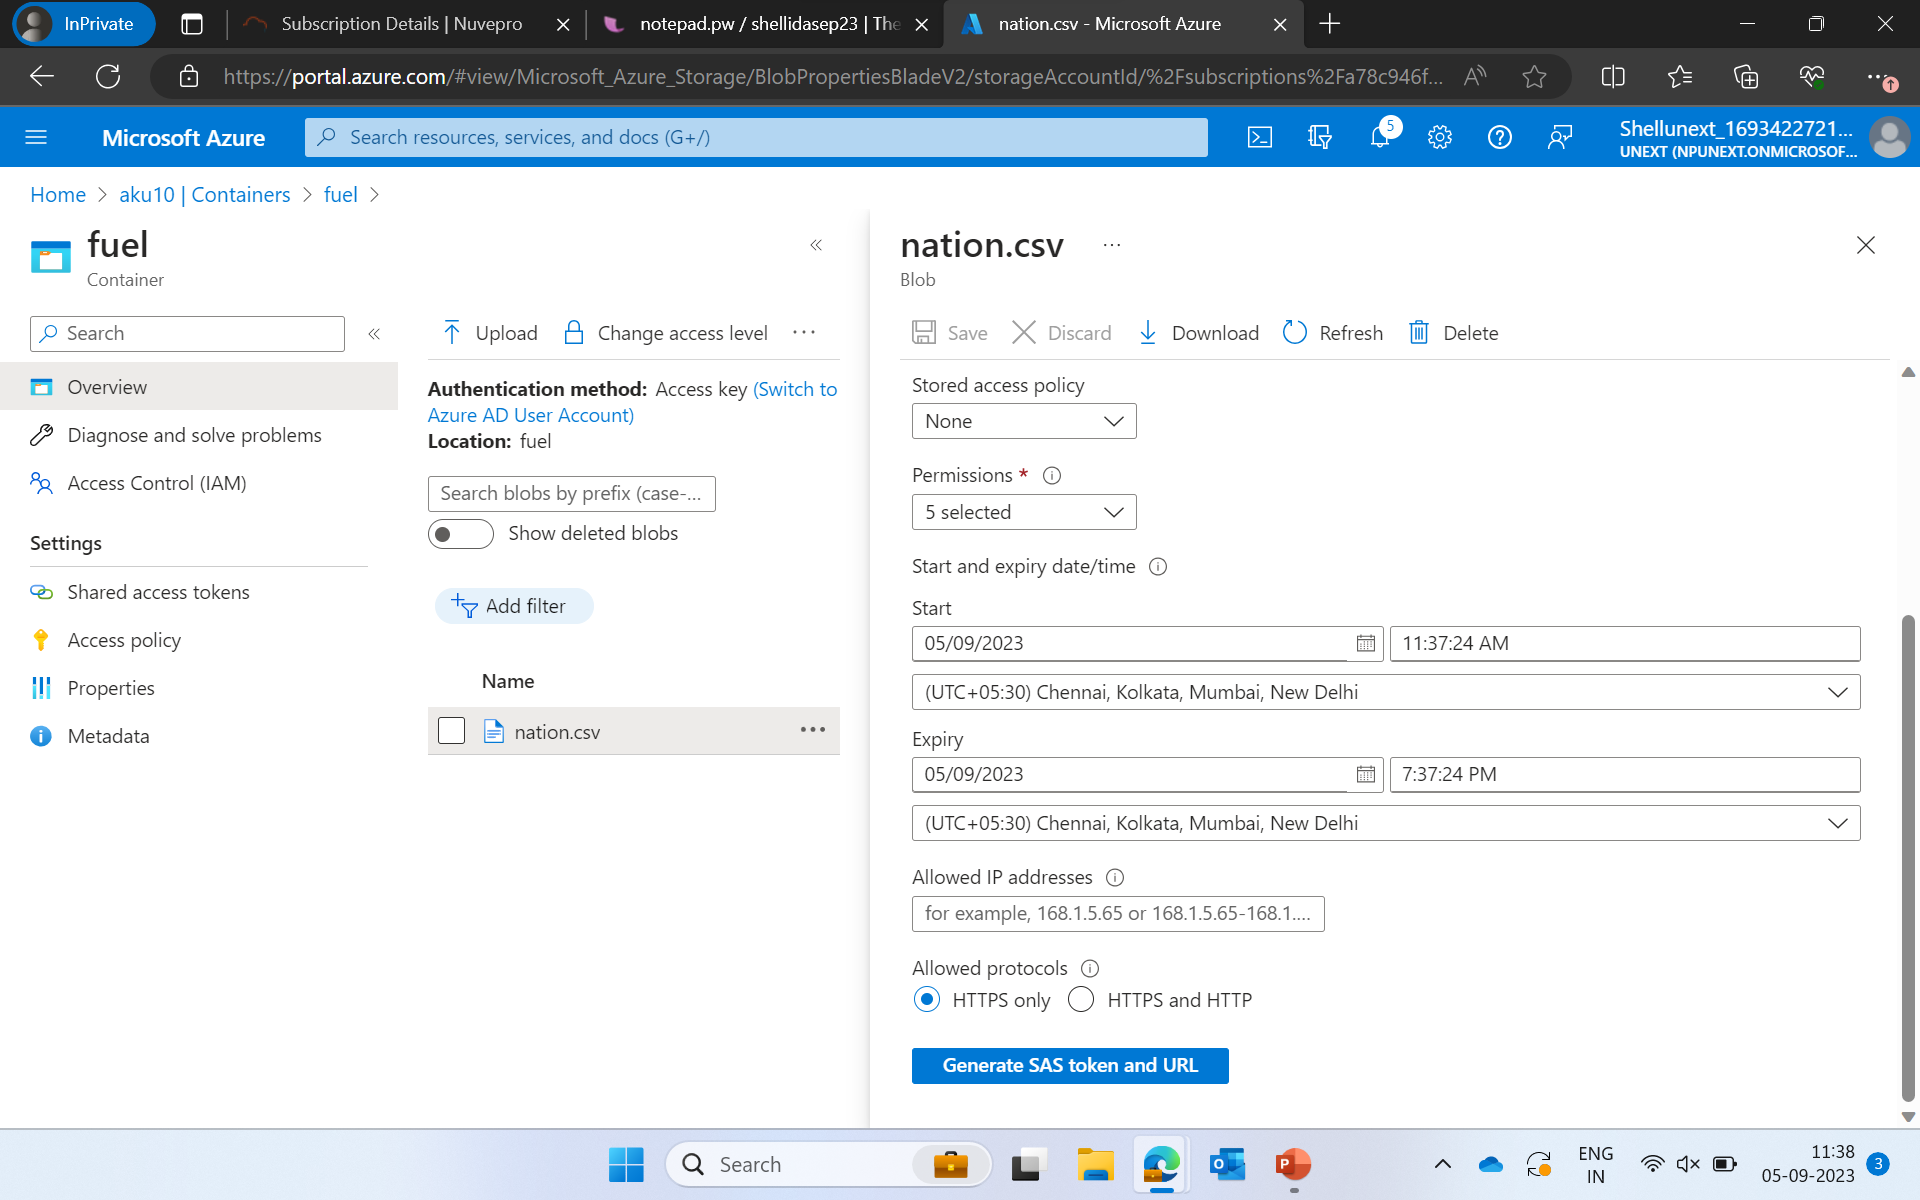 InPrivate
Subscription Details | Nuvepro
notepad.pw / shellidasep23 | The
nation.csv - Microsoft Azure
https://portal.azure.com/#view/Microsoft_Azure_Storage/BlobPropertiesBladeV2/storageAccountId/%2Fsubscriptions%2Fa78c946f...
Microsoft Azure
Search resources, services, and docs (G+/)
5
Shellunext_1693422721...
UNEXT (NPUNEXT.ONMICROSOF...
Home > aku10 | Containers > fuel >
fuel
Container
Search
Overview
Diagnose and solve problems
Access Control (IAM)
Settings
Shared access tokens
Access policy
Properties
Metadata
Upload
Change access level
Authentication method: Access key (Switch to
Azure AD User Account)
Location: fuel
Search blobs by prefix (case-...
Show deleted blobs
Add filter
Name
nation.csv
nation.csv
Blob
Save
Discard
Download
Refresh
Delete
Stored access policy
None
Permissions *
5 selected
Start and expiry date/time
Start
05/09/2023
11:37:24 AM
(UTC+05:30) Chennai, Kolkata, Mumbai, New Delhi
Expiry
05/09/2023
7:37:24 PM
(UTC+05:30) Chennai, Kolkata, Mumbai, New Delhi
Allowed IP addresses
for example, 168.1.5.65 or 168.1.5.65-168.1....
Allowed protocols
HTTPS only
HTTPS and HTTP
Generate SAS token and URL
Search
ENG
IN
11:38
05-09-2023
3